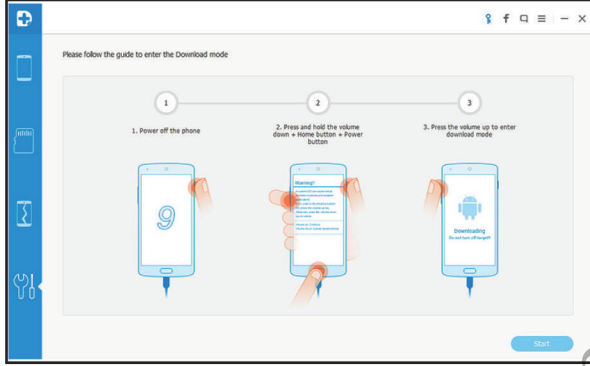 Please follow the guide to enter the Download mode
1
2
3
1. Power off the phone
2. Press and hold the volume
down + Home button + Power
button
3. Press the volume up to enter
download mode
9
Warning!
Downloading
Do not turn off target!!
Start